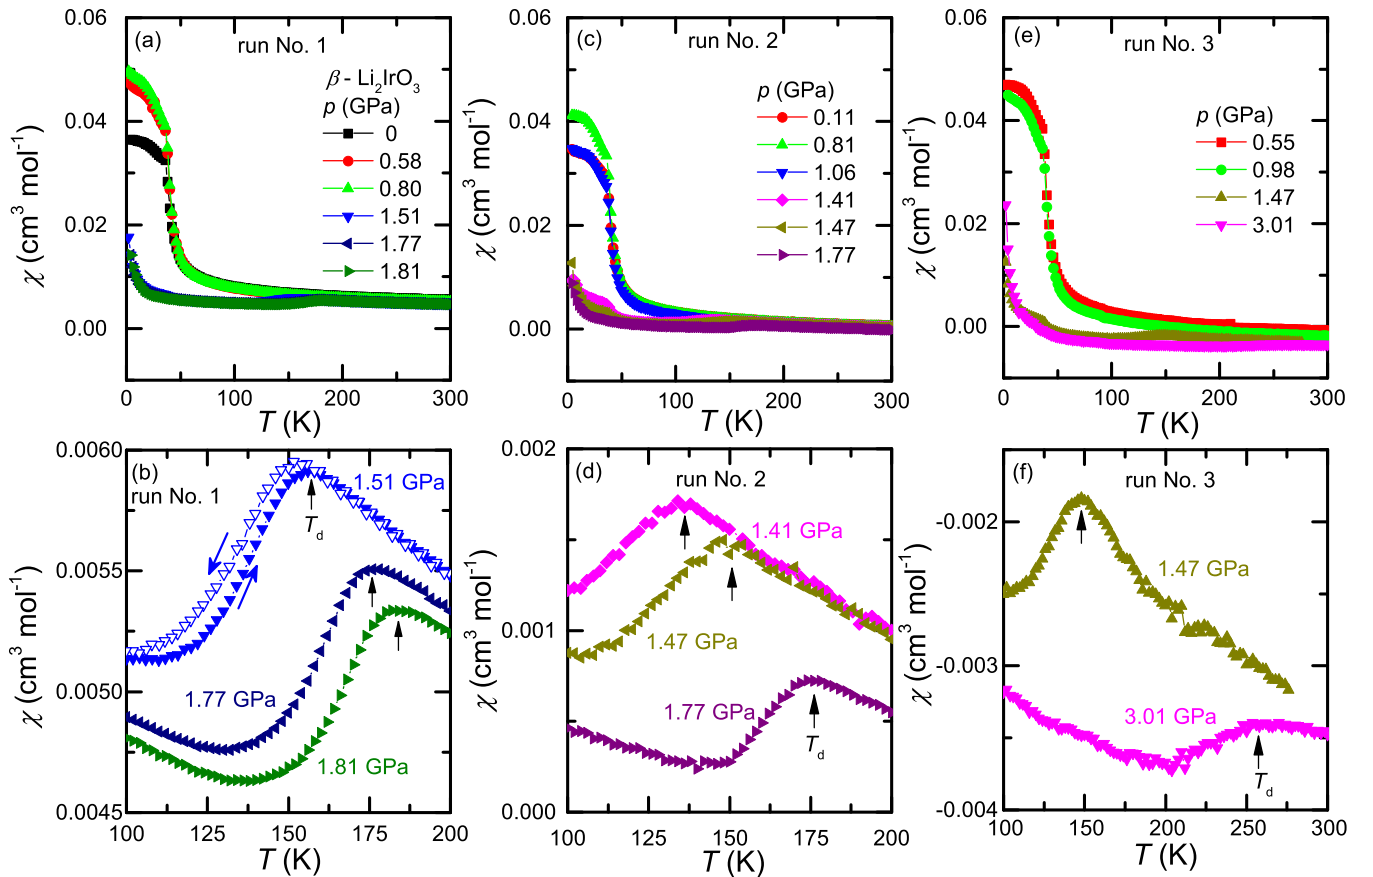 (a)
run No. 1
β - Li₂IrO₃
p (GPa)
0
0.58
0.80
1.51
1.77
1.81
χ (cm³ mol⁻¹)
0.06
0.04
0.02
0.00
0
100
200
300
T (K)
(c)
run No. 2
p (GPa)
0.11
0.81
1.06
1.41
1.47
1.77
χ (cm³ mol⁻¹)
0.06
0.04
0.02
0.00
0
100
200
300
T (K)
(e)
run No. 3
p (GPa)
0.55
0.98
1.47
3.01
χ (cm³ mol⁻¹)
0.06
0.04
0.02
0.00
0
100
200
300
T (K)
(b)
run No. 1
1.51 GPa
T_d
1.77 GPa
1.81 GPa
χ (cm³ mol⁻¹)
0.0060
0.0055
0.0050
0.0045
100
125
150
175
200
T (K)
(d)
run No. 2
1.41 GPa
1.47 GPa
1.77 GPa
T_d
χ (cm³ mol⁻¹)
0.002
0.001
0.000
100
125
150
175
200
T (K)
(f)
run No. 3
1.47 GPa
3.01 GPa
T_d
χ (cm³ mol⁻¹)
-0.002
-0.003
-0.004
100
150
200
250
300
T (K)